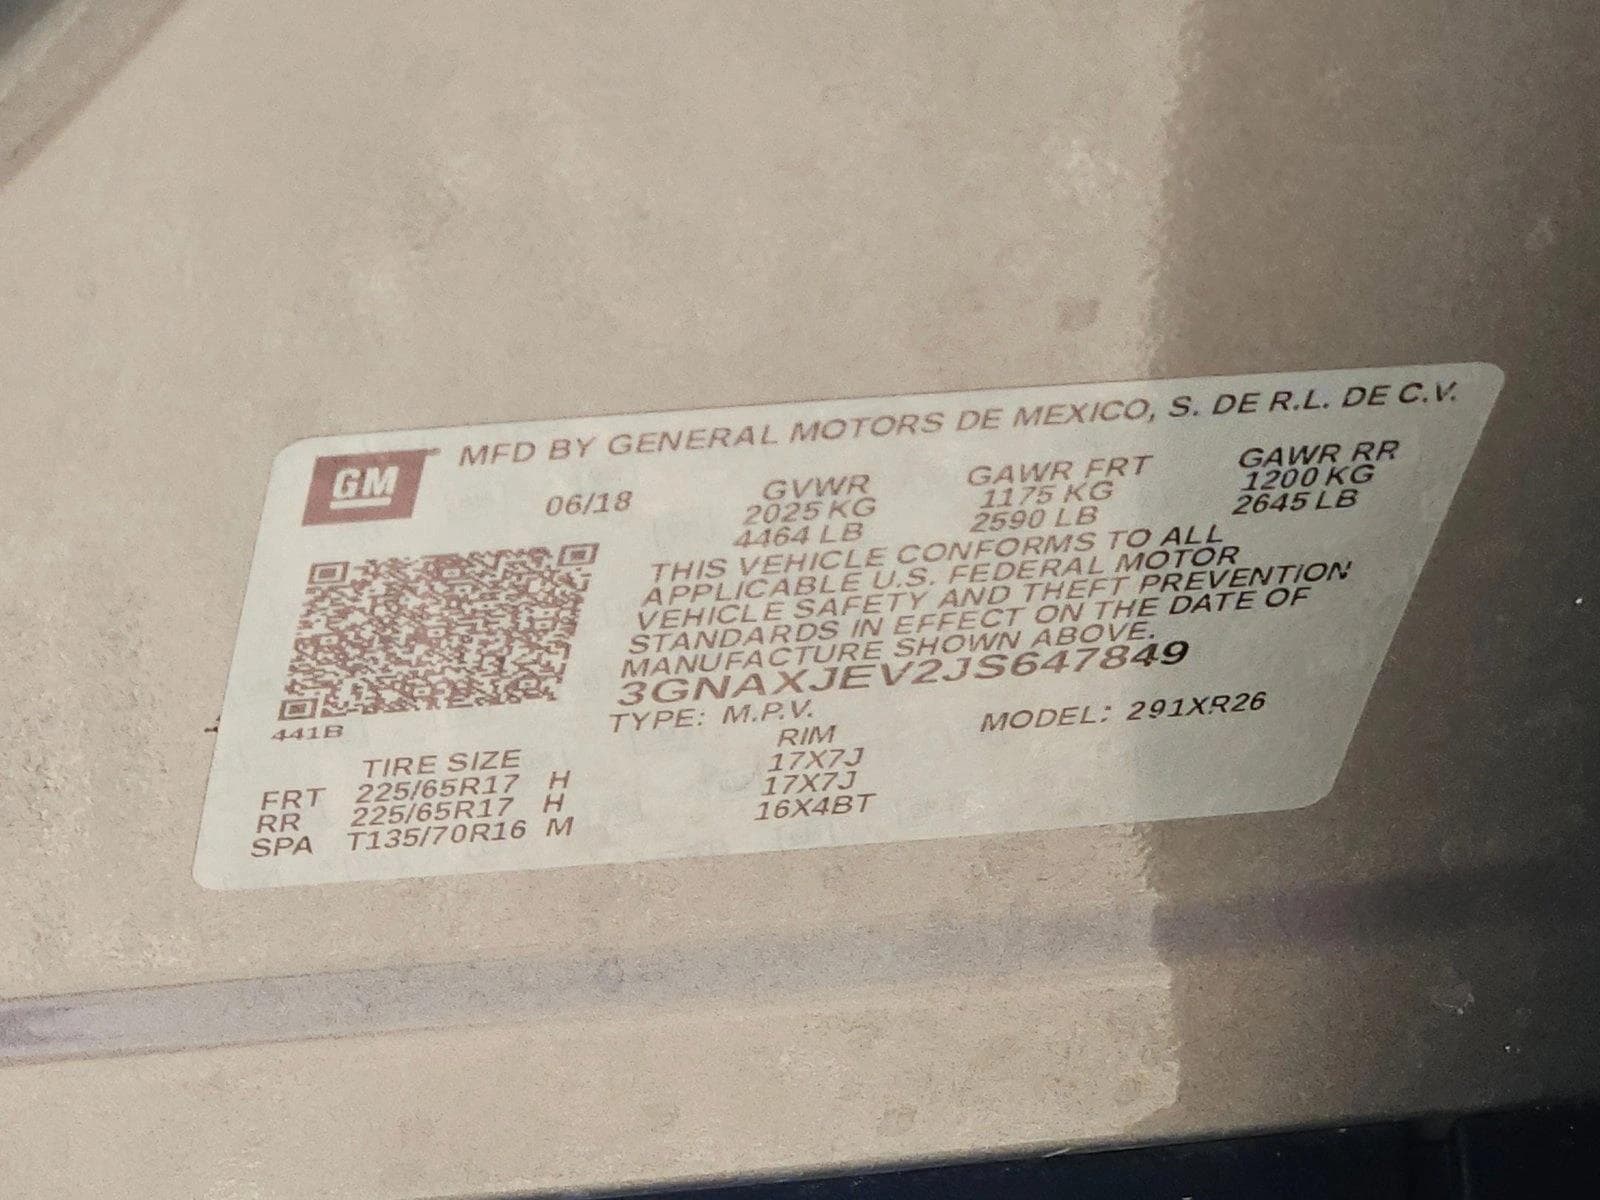 GM
MFD BY GENERAL MOTORS DE MEXICO, S. DE R.L. DE C.V.
06/18 GVWR GAWR FRT GAWR RR
2025 KG 1175 KG 1200 KG
4464 LB 2590 LB 2645 LB
THIS VEHICLE CONFORMS TO ALL
APPLICABLE U.S. FEDERAL MOTOR
VEHICLE SAFETY AND THEFT PREVENTION
STANDARDS IN EFFECT ON THE DATE OF
MANUFACTURE SHOWN ABOVE.
3GNAXJEV2JS647849
441B
TYPE: M.P.V. MODEL: 291XR26
TIRE SIZE RIM
FRT 225/65R17 H 17X7J
RR 225/65R17 H 17X7J
SPA T135/70R16 M 16X4BT